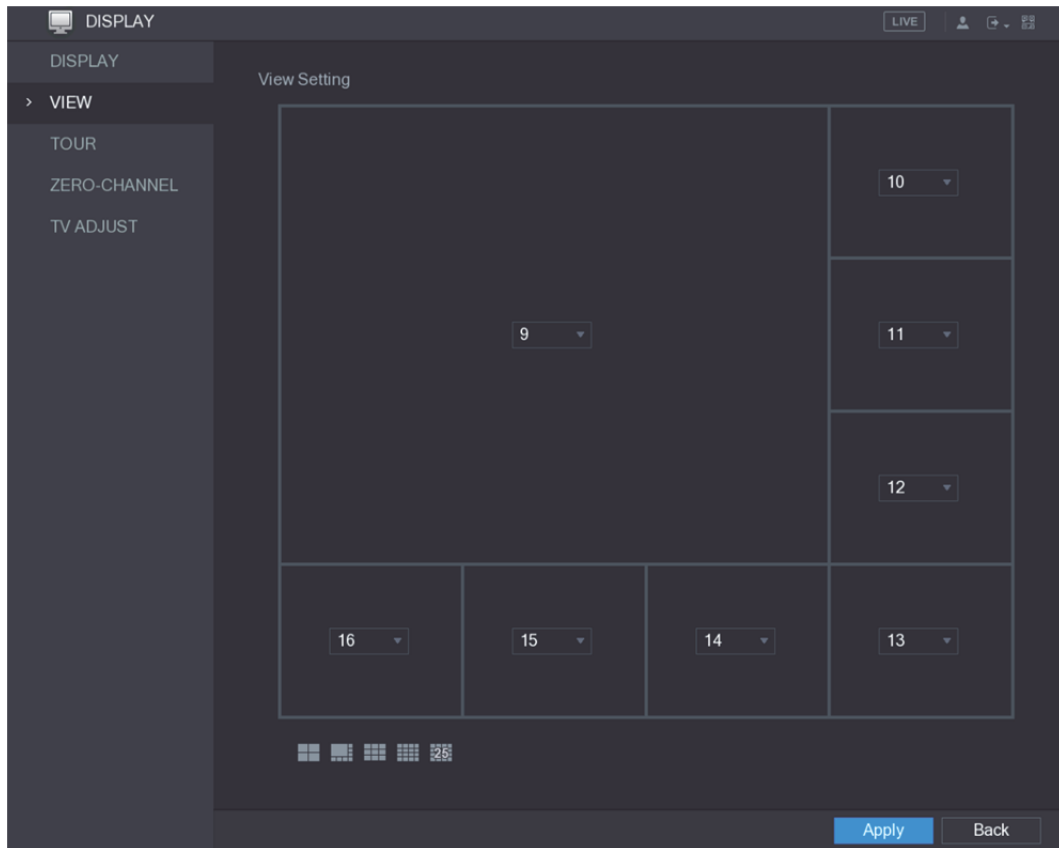 DISPLAY
LIVE
DISPLAY
VIEW
TOUR
ZERO-CHANNEL
TV ADJUST
View Setting
10
9
11
12
16
15
14
13
25
Apply
Back